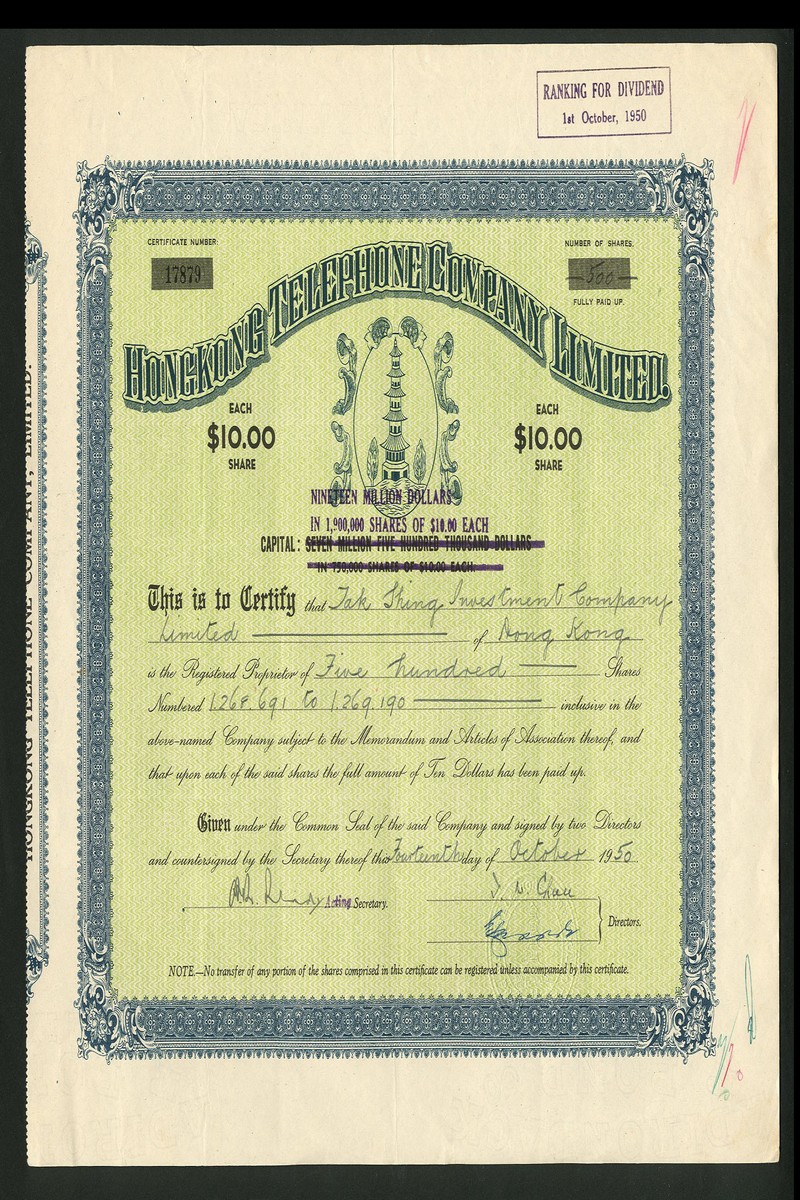 RANKING FOR DIVIDEND
1st October, 1950
CERTIFICATE NUMBER:
17879
NUMBER OF SHARES.
500
FULLY PAID UP.
HONGKONG TELEPHONE COMPANY LIMITED.
EACH
$10.00
SHARE
EACH
$10.00
SHARE
NINETEEN MILLION DOLLARS
IN 1,900,000 SHARES OF $10.00 EACH
CAPITAL: SEVEN MILLION FIVE HUNDRED THOUSAND DOLLARS
IN 750,000 SHARES OF $10.00 EACH.
This is to Certify that Tak Shing Investment Company
Limited of Hong Kong
is the Registered Proprietor of Five hundred Shares
Numbered 1.268.691 to 1.269.190 inclusive in the
above-named Company subject to the Memorandum and Articles of Association thereof, and
that upon each of the said shares the full amount of Ten Dollars has been paid up.
Given under the Common Seal of the said Company and signed by two Directors
and countersigned by the Secretary thereof this Fourteenth day of October 1950
Acting Secretary.
Directors.
NOTE.—No transfer of any portion of the shares comprised in this certificate can be registered unless accompanied by this certificate.
HONGKONG TELEPHONE COMPANY, LIMITED.